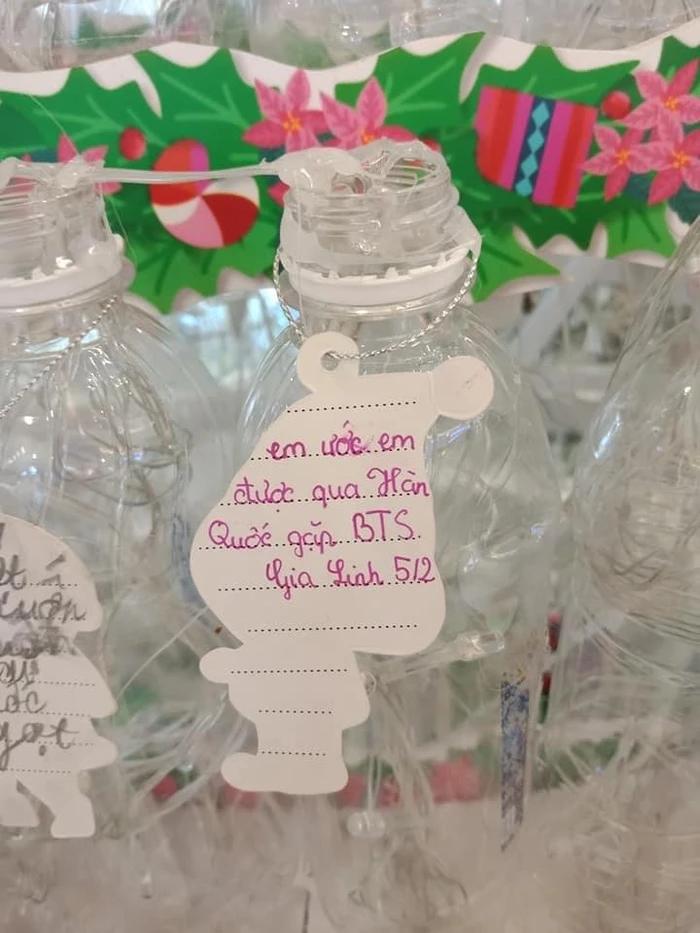 em ước em
được qua Hàn
Quốc gặp BTS.
Gia Linh 5/2